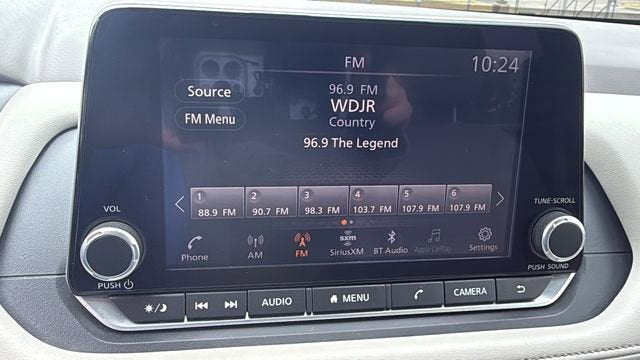 FM
10:24
Source
96.9 FM
WDJR
FM Menu
Country
96.9 The Legend
1 2 3 4 5 6
88.9 FM 90.7 FM 98.3 FM 103.7 FM 107.9 FM 107.9 FM
VOL
TUNE·SCROLL
Phone AM FM SXM SiriusXM BT Audio Apple CarPlay Settings
PUSH
PUSH SOUND
AUDIO MENU CAMERA